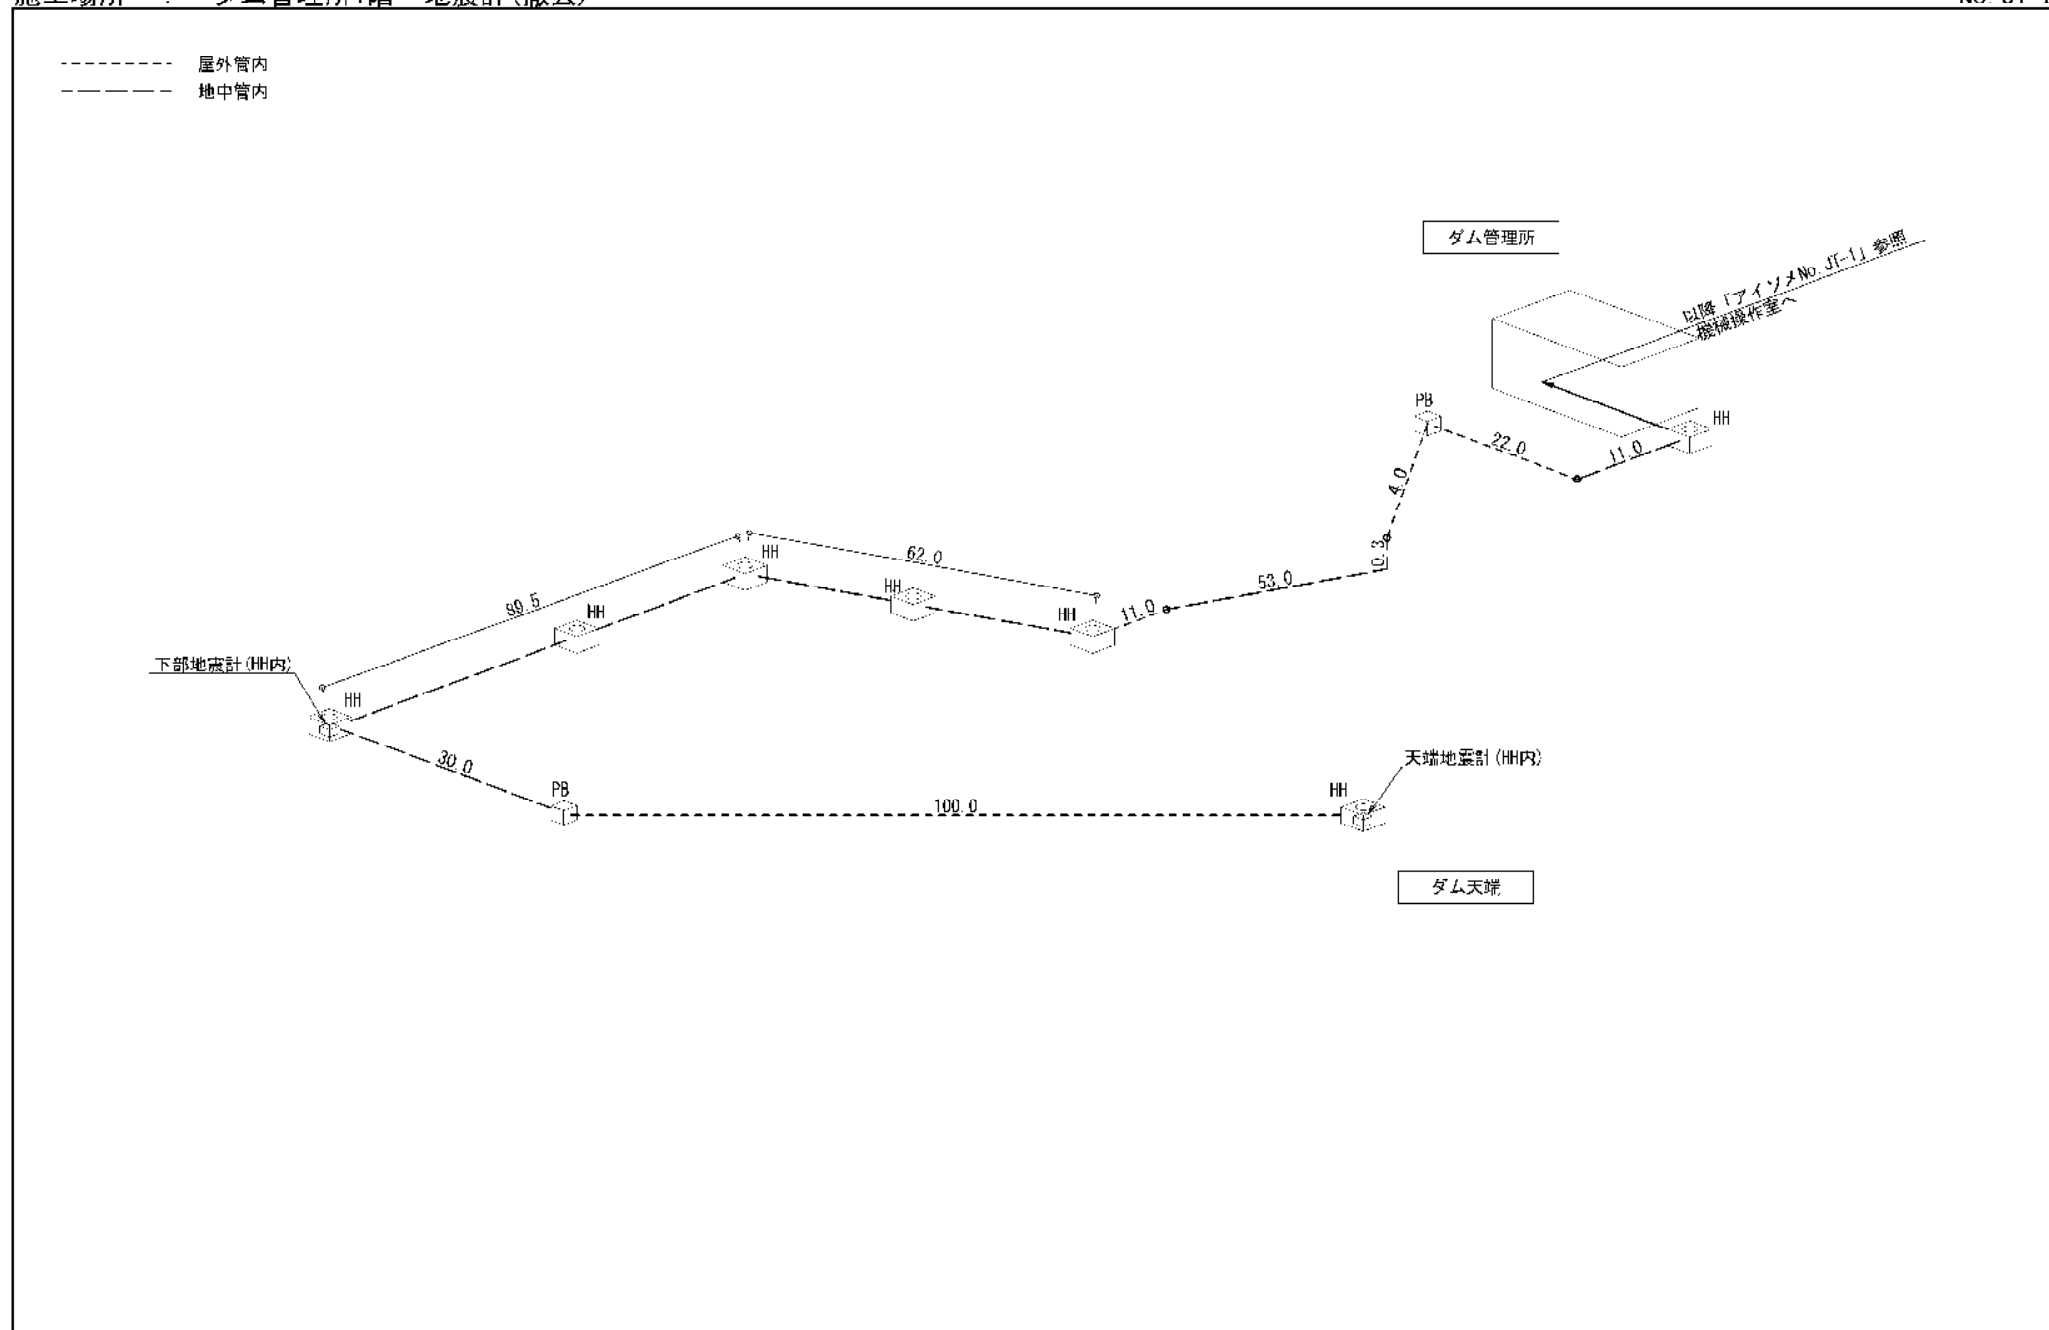 屋外管内
地中管内
ダム管理所
以降「アイソメNo.JT-1」参照
機械操作室へ
PB
HH
22.0
11.0
4.0
0.3
53.0
62.0
HH
HH
HH
HH
11.0
99.5
下部地震計(HH内)
HH
30.0
PB
100.0
HH
天端地震計(HH内)
ダム天端